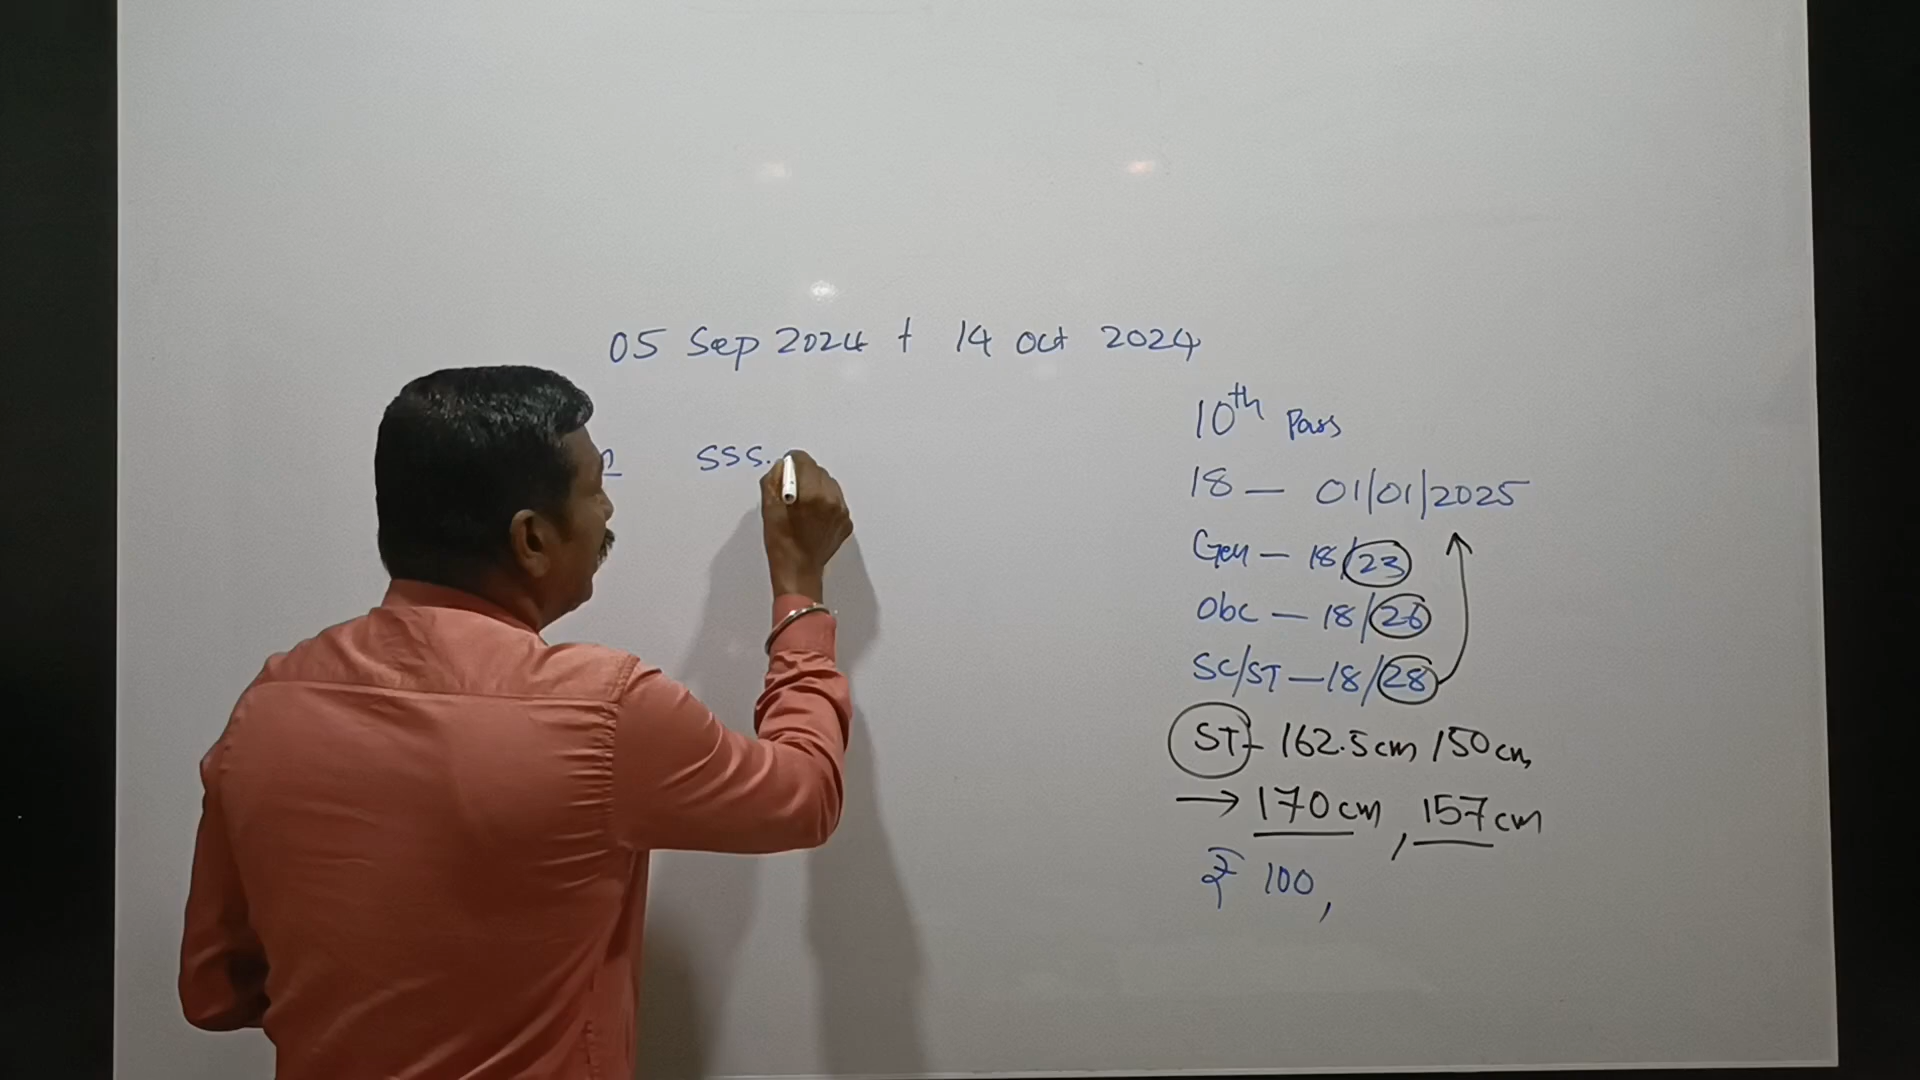 05 Sep 2024 t 14 oct 2024
sss.
10th Pass
18 — 01/01/2025
Gen — 18/23
Obc — 18/26
SC/ST — 18/28
ST - 162.5cm, 150cm
→ 170cm, 157cm
₹ 100,